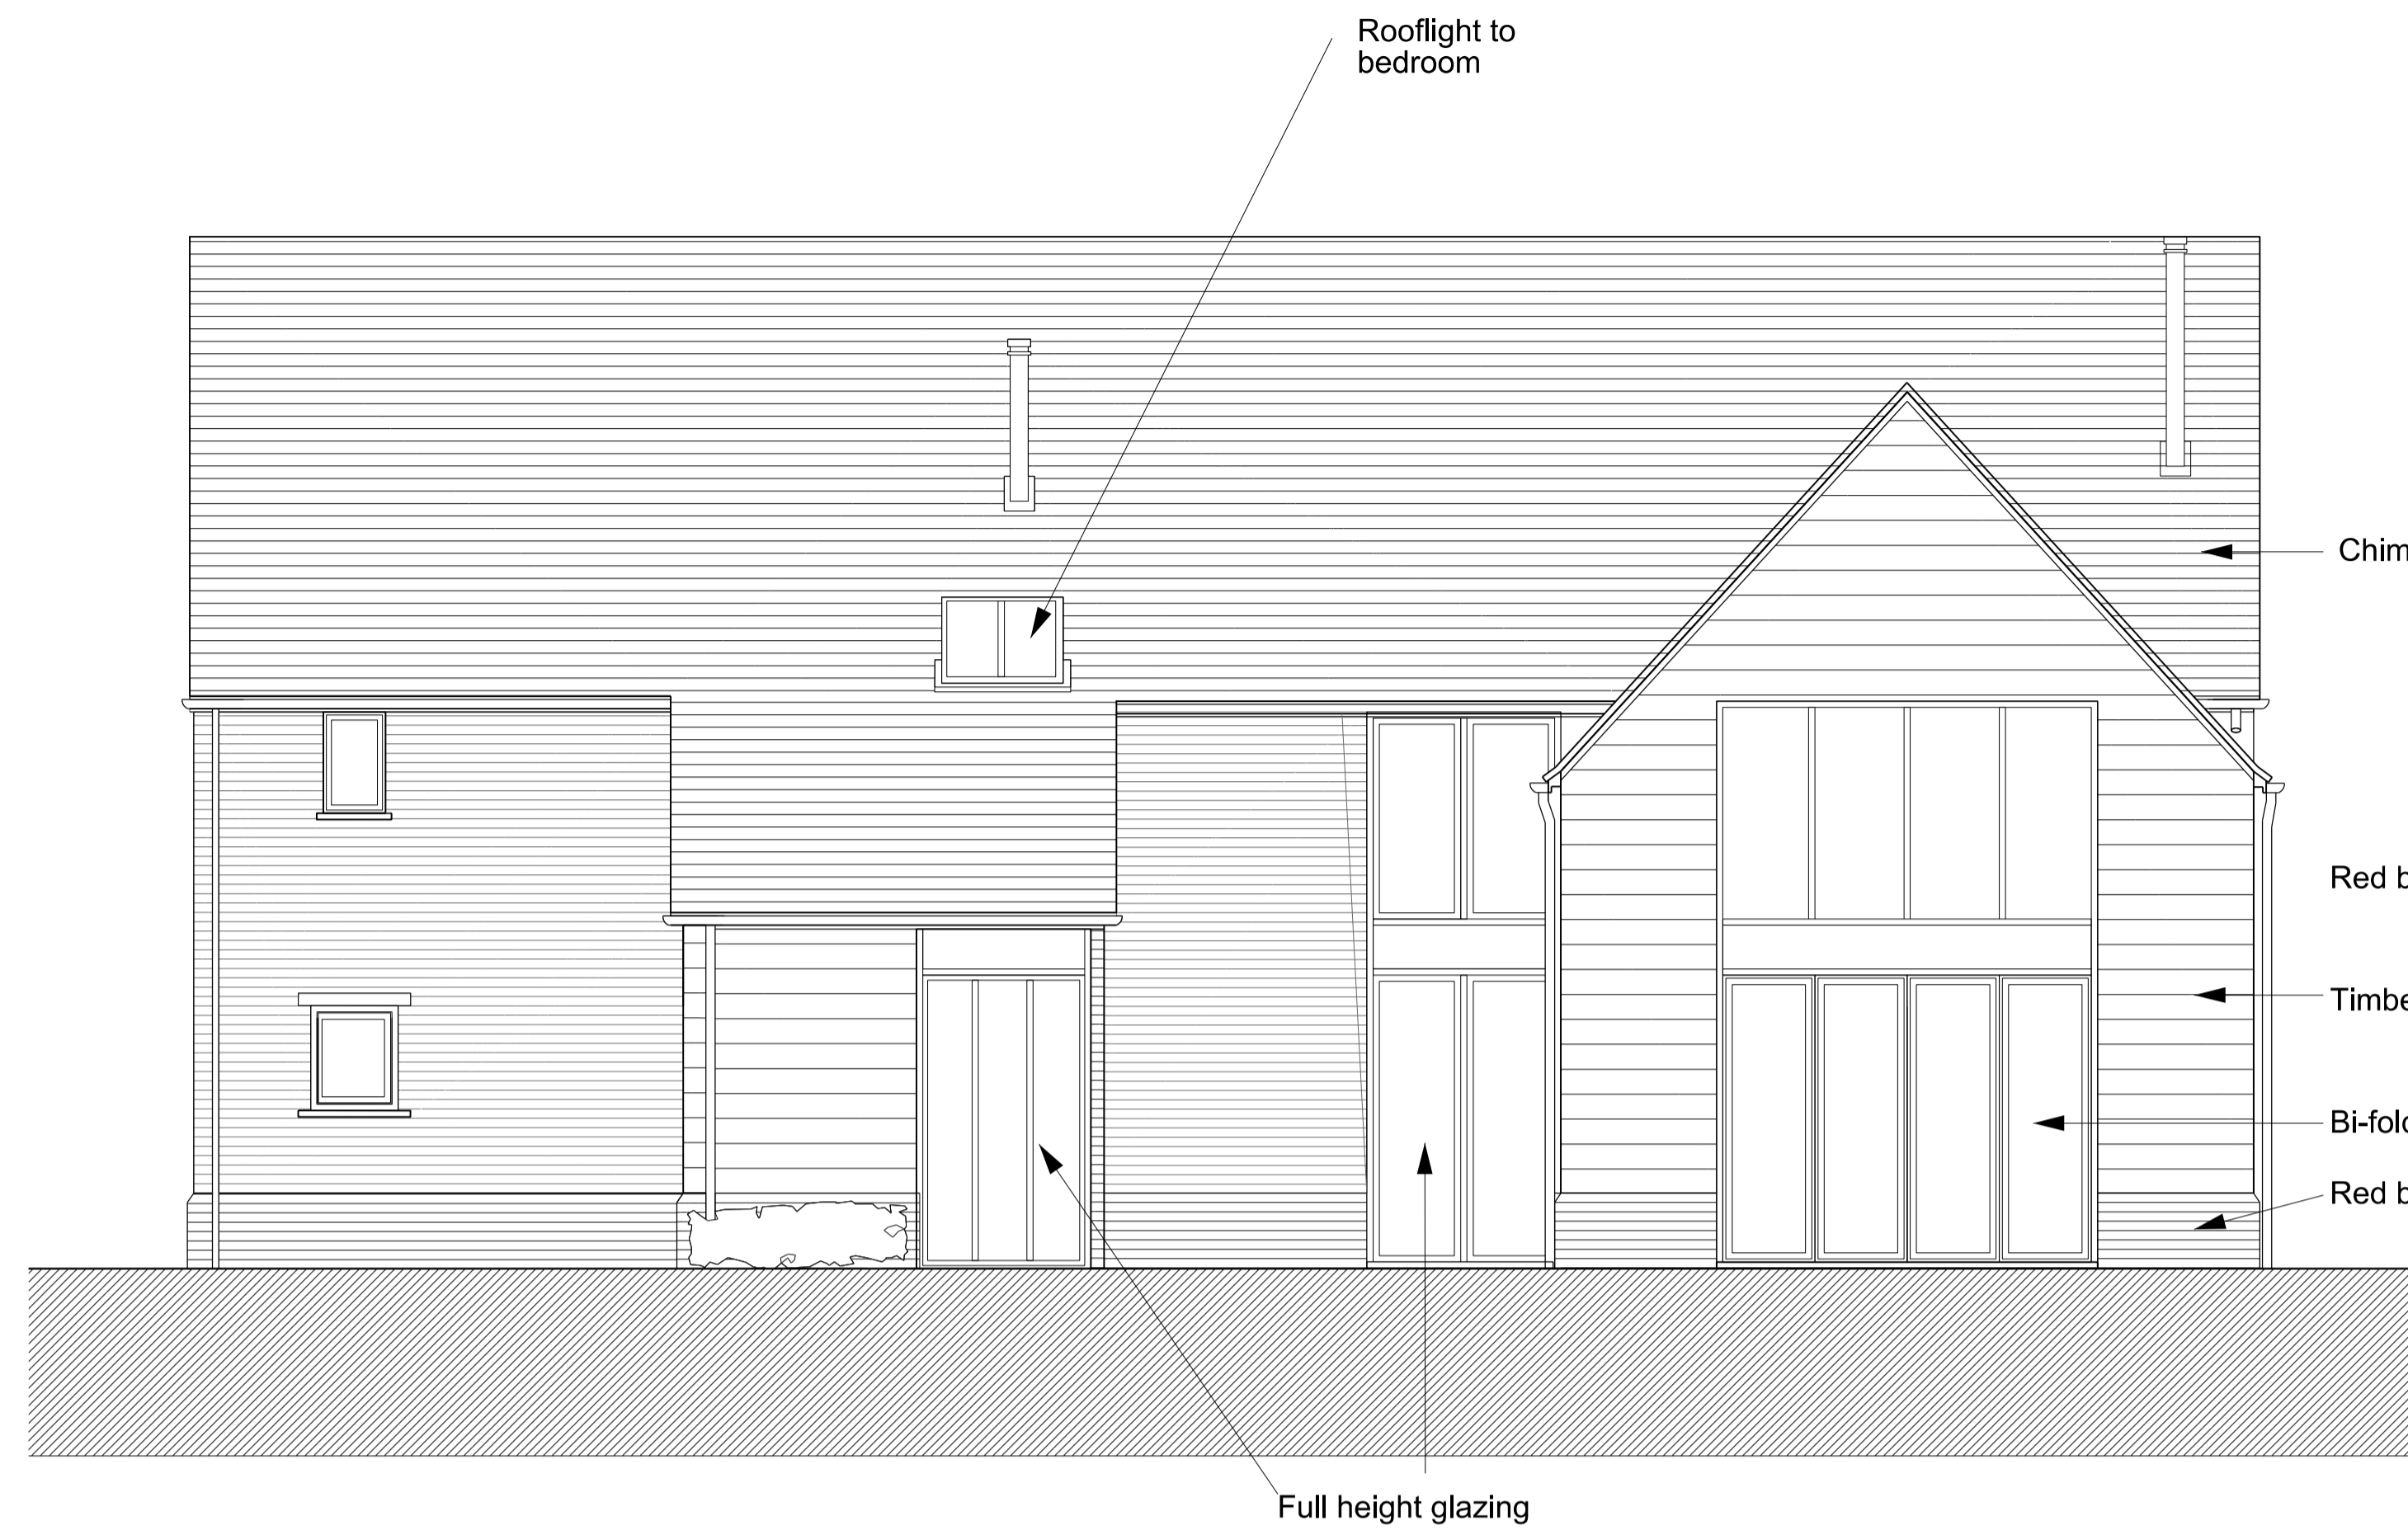 Rooflight to
bedroom
Chim
Red b
Timbe
Bi-fold
Red b
Full height glazing